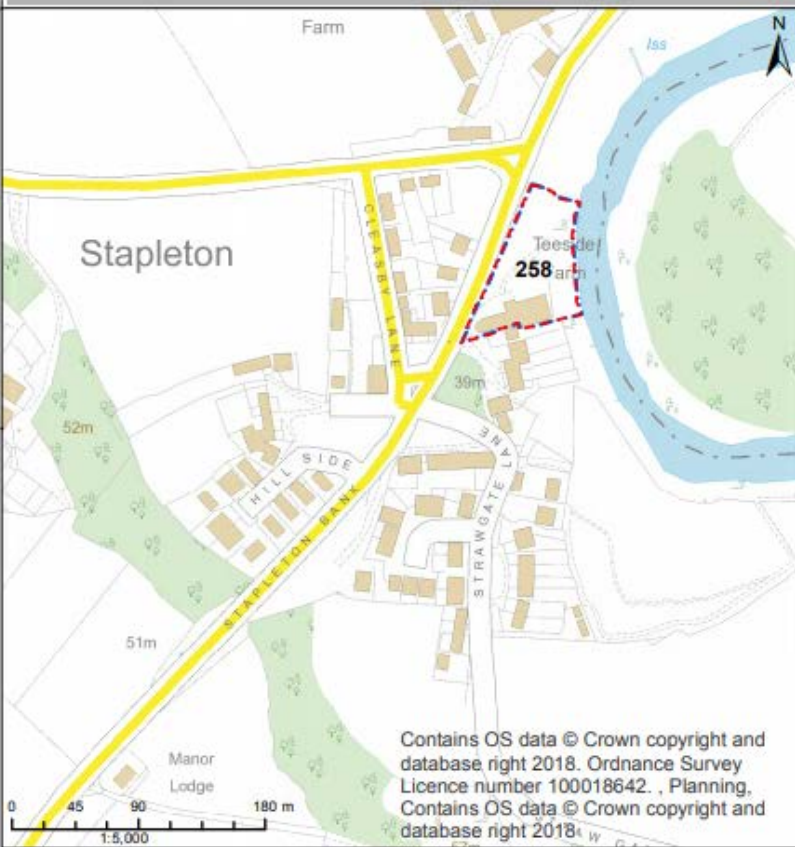 Farm
Iss
N
CLEASBY LANE
Stapleton
Teeside
258 arm
39m
52m
HILL SIDE
STRAWGATE LANE
STAPLETON BANK
51m
Manor
Lodge
0 45 90 180 m
1:5,000
Contains OS data © Crown copyright and
database right 2018. Ordnance Survey
Licence number 100018642. , Planning,
Contains OS data © Crown copyright and
database right 2018